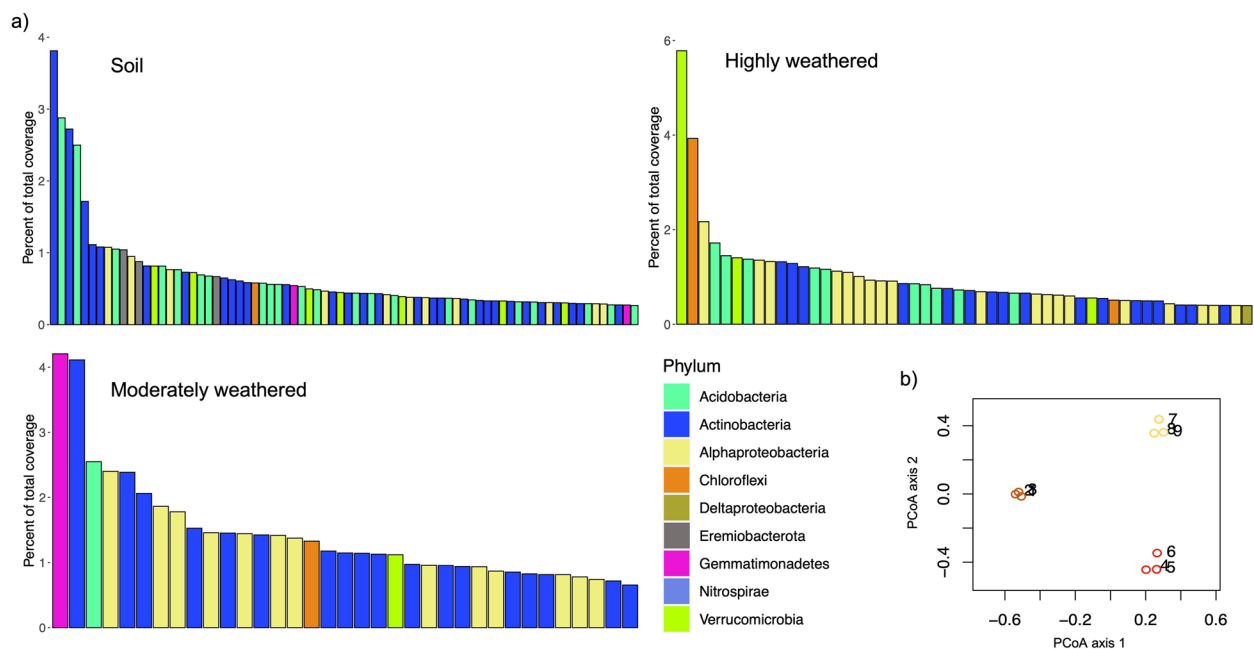 a)
Soil
Percent of total coverage
4
3
2
1
0
Highly weathered
Percent of total coverage
6
4
2
0
Moderately weathered
Percent of total coverage
4
3
2
1
0
Phylum
Acidobacteria
Actinobacteria
Alphaproteobacteria
Chloroflexi
Deltaproteobacteria
Eremiobacterota
Gemmatimonadetes
Nitrospirae
Verrucomicrobia
b)
PCoA axis 2
0.4
0.0
−0.4
7
8 9
6
4 5
−0.6
−0.2
0.2
0.6
PCoA axis 1